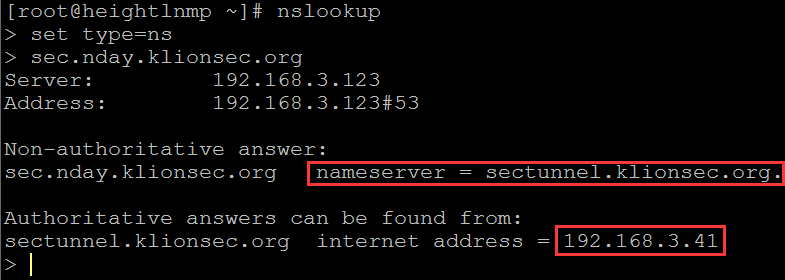 [root@heightlnmp ~]# nslookup
> set type=ns
> sec.nday.klionsec.org
Server:         192.168.3.123
Address:        192.168.3.123#53
Non-authoritative answer:
sec.nday.klionsec.org   nameserver = sectunnel.klionsec.org.
Authoritative answers can be found from:
sectunnel.klionsec.org  internet address = 192.168.3.41
>